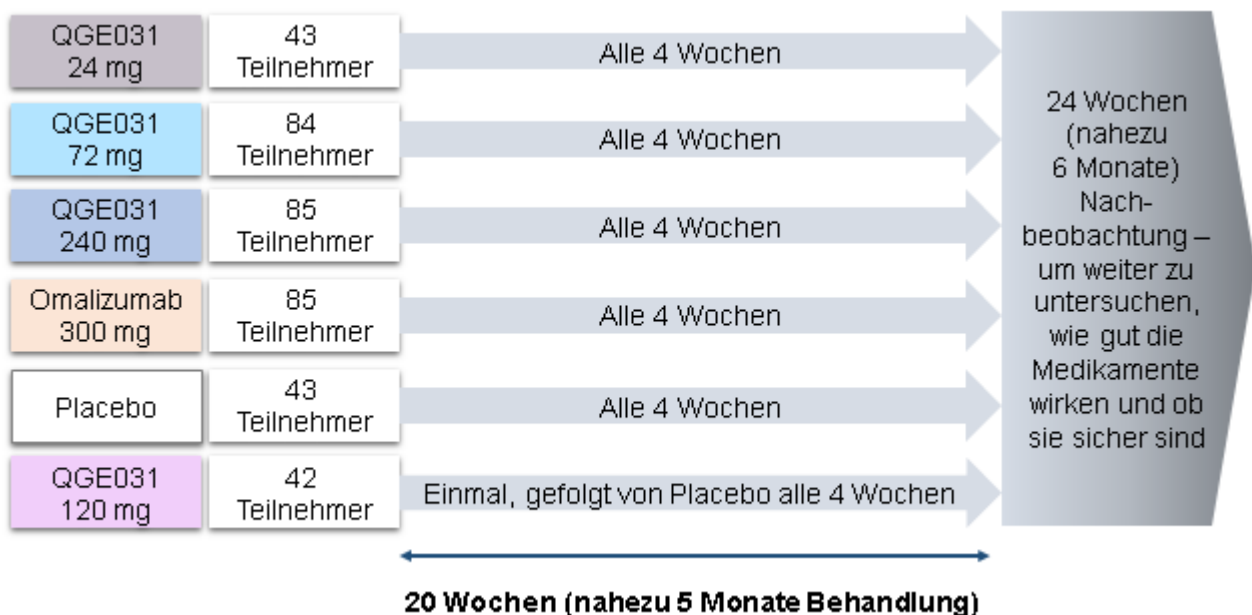 QGE031
24 mg
43
Teilnehmer
Alle 4 Wochen
QGE031
72 mg
84
Teilnehmer
Alle 4 Wochen
QGE031
240 mg
85
Teilnehmer
Alle 4 Wochen
Omalizumab
300 mg
85
Teilnehmer
Alle 4 Wochen
Placebo
43
Teilnehmer
Alle 4 Wochen
QGE031
120 mg
42
Teilnehmer
Einmal, gefolgt von Placebo alle 4 Wochen
24 Wochen
(nahezu
6 Monate)
Nach-
beobachtung –
um weiter zu
untersuchen,
wie gut die
Medikamente
wirken und ob
sie sicher sind
20 Wochen (nahezu 5 Monate Behandlung)